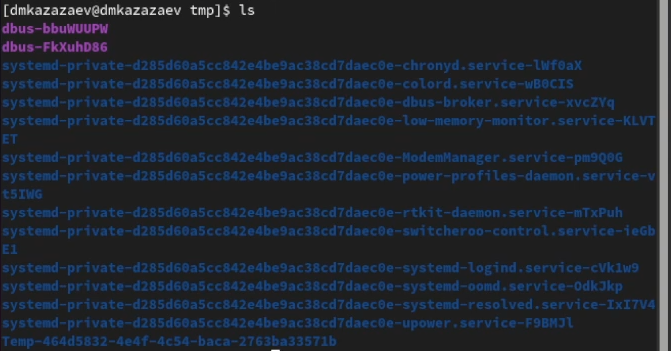 [dmkazazaev@dmkazazaev tmp]$ ls
dbus-bbuWUUPW
dbus-FkXuhD86
systemd-private-d285d60a5cc842e4be9ac38cd7daec0e-chronyd.service-lWf0aX
systemd-private-d285d60a5cc842e4be9ac38cd7daec0e-colord.service-wB0CIS
systemd-private-d285d60a5cc842e4be9ac38cd7daec0e-dbus-broker.service-xvcZYq
systemd-private-d285d60a5cc842e4be9ac38cd7daec0e-low-memory-monitor.service-KLVT
ET
systemd-private-d285d60a5cc842e4be9ac38cd7daec0e-ModemManager.service-pm9Q0G
systemd-private-d285d60a5cc842e4be9ac38cd7daec0e-power-profiles-daemon.service-v
t5IWG
systemd-private-d285d60a5cc842e4be9ac38cd7daec0e-rtkit-daemon.service-mTxPuh
systemd-private-d285d60a5cc842e4be9ac38cd7daec0e-switcheroo-control.service-ieGb
E1
systemd-private-d285d60a5cc842e4be9ac38cd7daec0e-systemd-logind.service-cVk1w9
systemd-private-d285d60a5cc842e4be9ac38cd7daec0e-systemd-oomd.service-OdkJkp
systemd-private-d285d60a5cc842e4be9ac38cd7daec0e-systemd-resolved.service-IxI7V4
systemd-private-d285d60a5cc842e4be9ac38cd7daec0e-upower.service-F9BMJl
Temp-464d5832-4e4f-4c54-baca-2763ba33571b